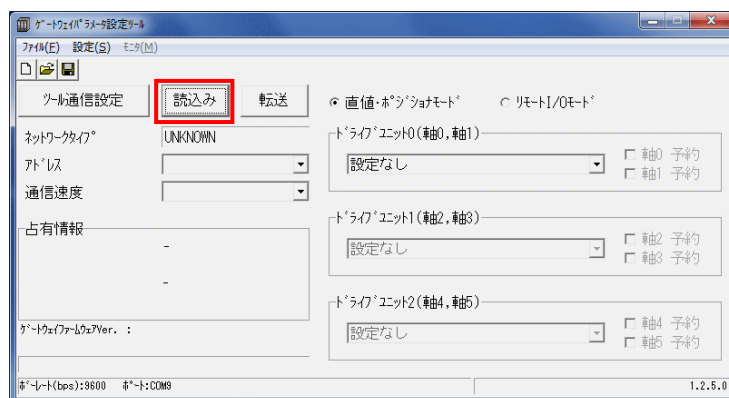 ｹﾞｰﾄｳｪｲﾊﾟﾗﾒｰﾀ設定ﾂｰﾙ
ﾌｧｲﾙ(F) 設定(S) ﾓﾆﾀ(M)
ﾂｰﾙ通信設定 読込み 転送
直値･ﾎﾟｼﾞｼｮﾅﾓｰﾄﾞ ﾘﾓｰﾄI/Oﾓｰﾄﾞ
ﾈｯﾄﾜｰｸﾀｲﾌﾟ UNKNOWN
ｱﾄﾞﾚｽ
通信速度
占有情報
-
-
ｹﾞｰﾄｳｪｲﾌｧｰﾑｳｪｱVer. :
ﾄﾞﾗｲﾌﾞﾕﾆｯﾄ0(軸0,軸1)
設定なし
軸0 予約
軸1 予約
ﾄﾞﾗｲﾌﾞﾕﾆｯﾄ1(軸2,軸3)
設定なし
軸2 予約
軸3 予約
ﾄﾞﾗｲﾌﾞﾕﾆｯﾄ2(軸4,軸5)
設定なし
軸4 予約
軸5 予約
ﾎﾞｰﾚｰﾄ(bps):9600 ﾎﾟｰﾄ:COM9
1.2.5.0